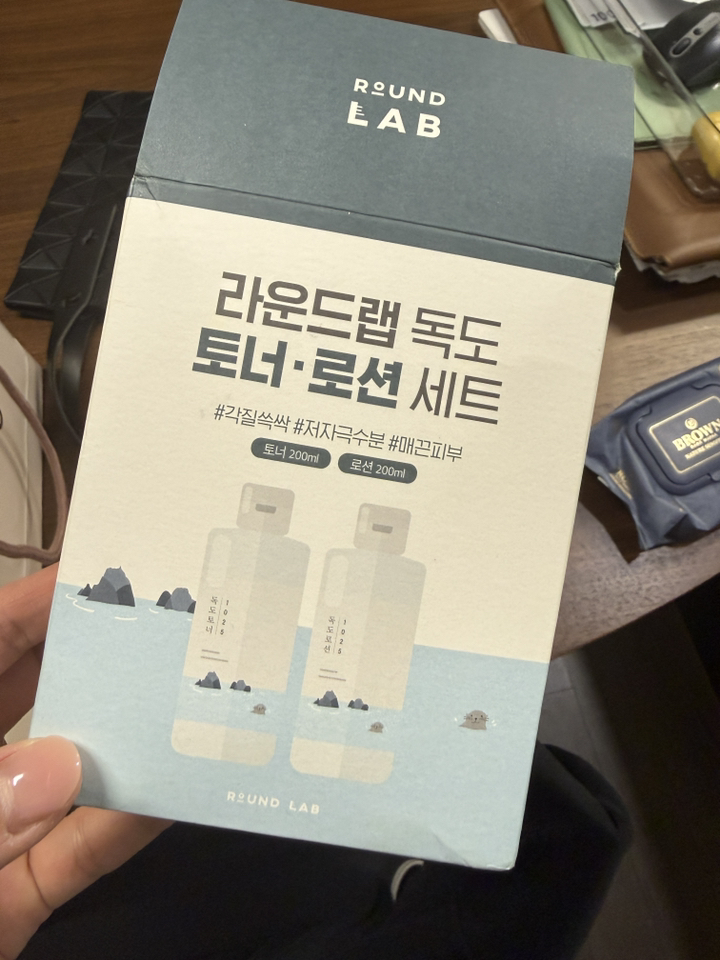 ROUND
LAB
라운드랩 독도
토너·로션 세트
#각질쓱싹 #저자극수분 #매끈피부
토너 200ml
로션 200ml
독도토너
1025
독도로션
1025
ROUND LAB
BROWN